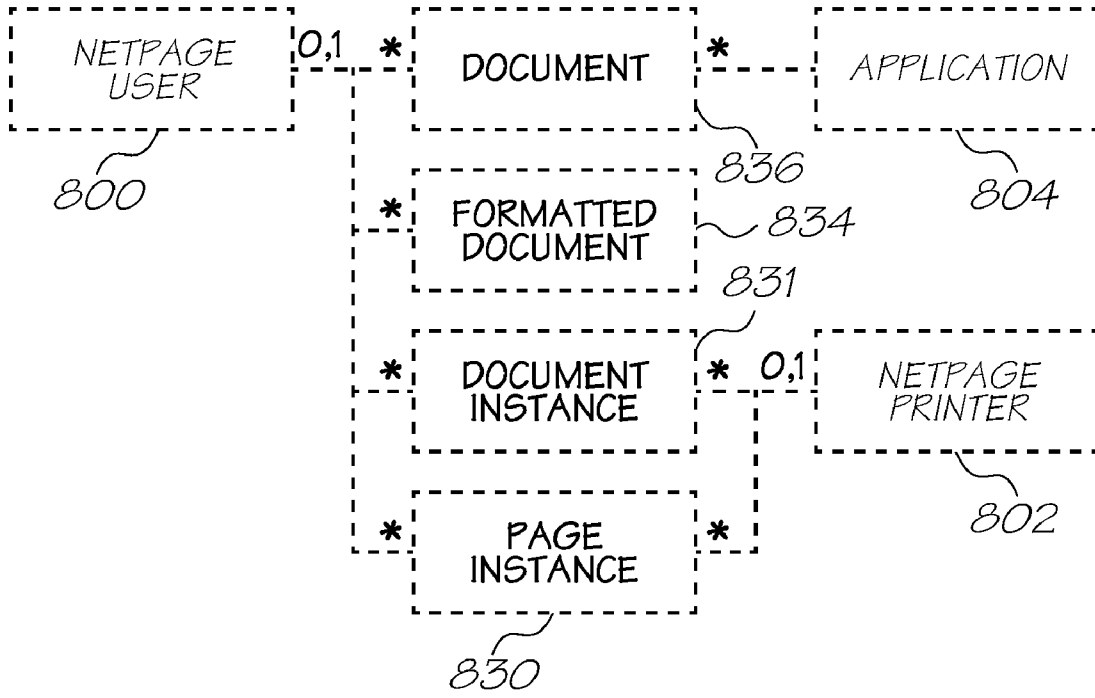 NETPAGE
USER
0,1
*
DOCUMENT
*
APPLICATION
800
836
804
*
FORMATTED
DOCUMENT
834
831
*
DOCUMENT
INSTANCE
*
0,1
NETPAGE
PRINTER
802
*
PAGE
INSTANCE
*
830